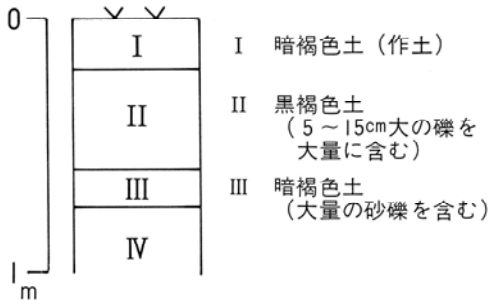 0
I
II
III
IV
1
m
I 暗褐色土（作土）
II 黒褐色土
（5～15cm大の礫を
大量に含む）
III 暗褐色土
（大量の砂礫を含む）